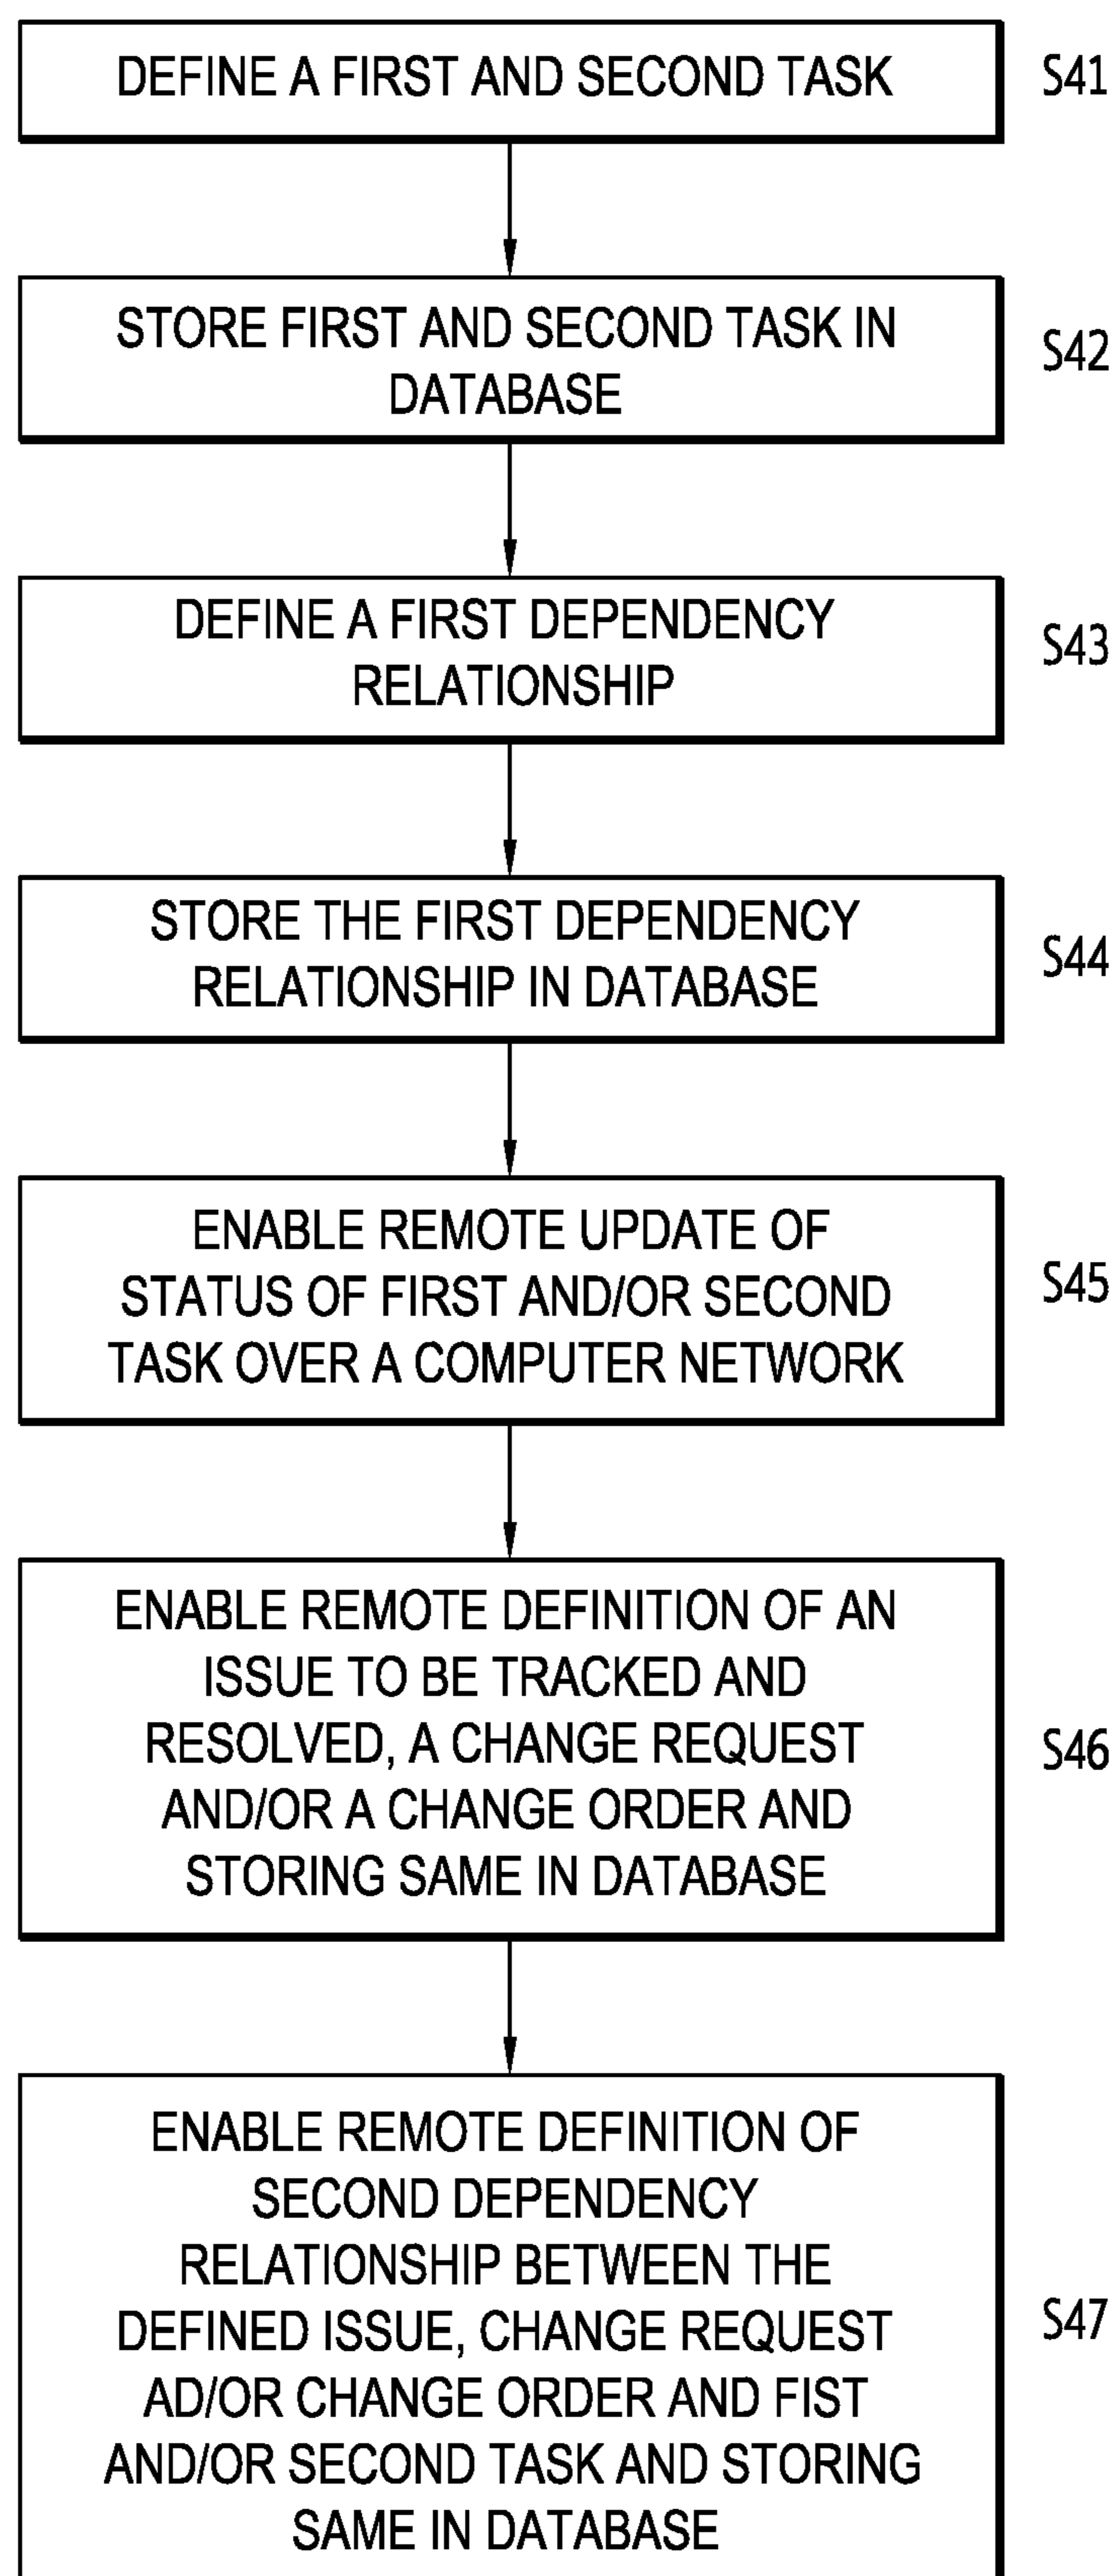 DEFINE A FIRST AND SECOND TASK
S41
STORE FIRST AND SECOND TASK IN
DATABASE
S42
DEFINE A FIRST DEPENDENCY
RELATIONSHIP
S43
STORE THE FIRST DEPENDENCY
RELATIONSHIP IN DATABASE
S44
ENABLE REMOTE UPDATE OF
STATUS OF FIRST AND/OR SECOND
TASK OVER A COMPUTER NETWORK
S45
ENABLE REMOTE DEFINITION OF AN
ISSUE TO BE TRACKED AND
RESOLVED, A CHANGE REQUEST
AND/OR A CHANGE ORDER AND
STORING SAME IN DATABASE
S46
ENABLE REMOTE DEFINITION OF
SECOND DEPENDENCY
RELATIONSHIP BETWEEN THE
DEFINED ISSUE, CHANGE REQUEST
AD/OR CHANGE ORDER AND FIST
AND/OR SECOND TASK AND STORING
SAME IN DATABASE
S47